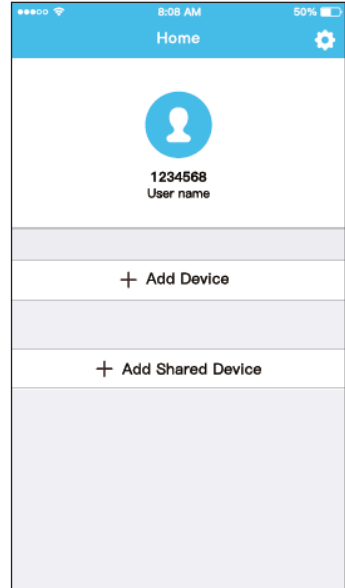 8:08 AM
50%
Home
1234568
User name
+ Add Device
+ Add Shared Device